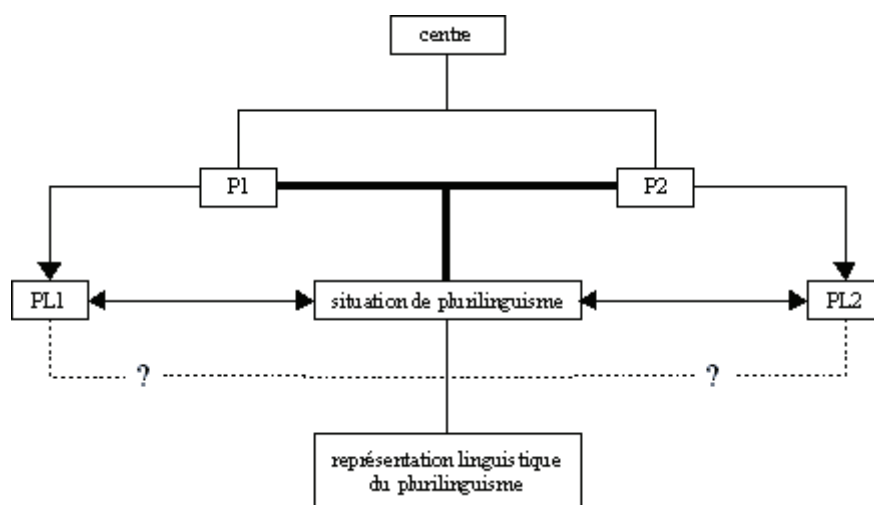 centre
P1
P2
PL1
situation de plurilinguisme
PL2
?
?
représentation linguistique
du plurilinguisme